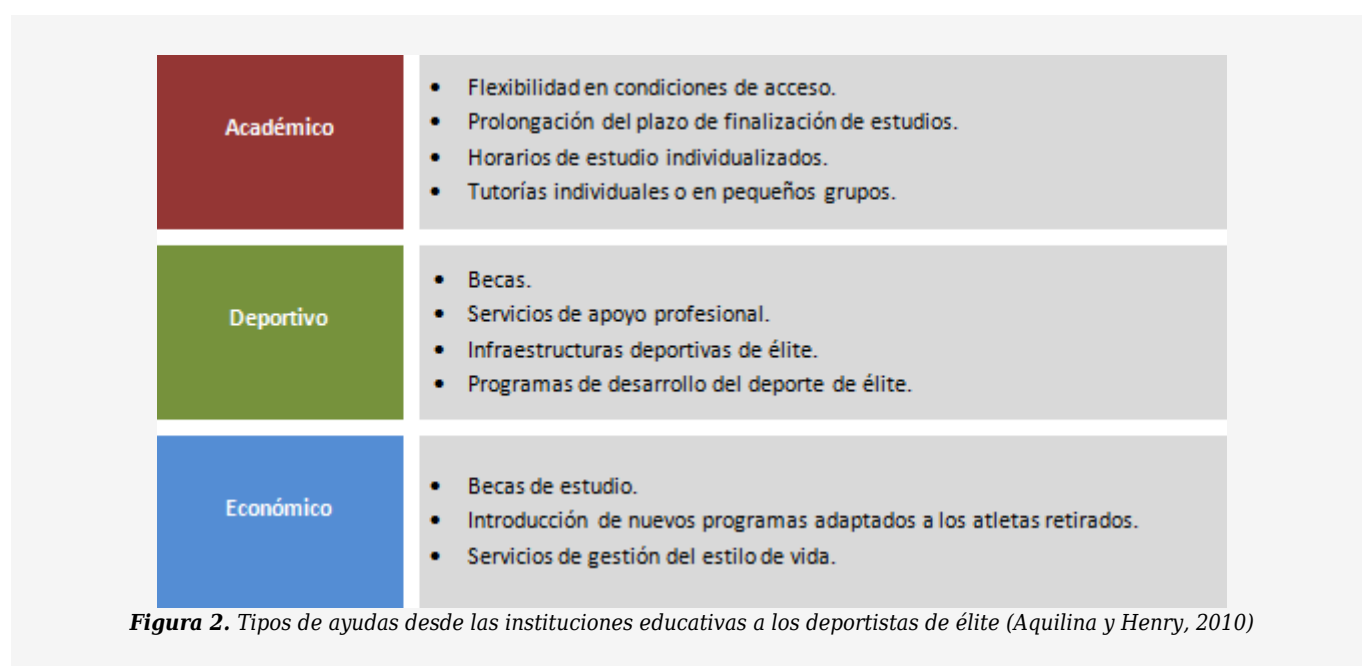 Académico
• Flexibilidad en condiciones de acceso.
• Prolongación del plazo de finalización de estudios.
• Horarios de estudio individualizados.
• Tutorías individuales o en pequeños grupos.
Deportivo
• Becas.
• Servicios de apoyo profesional.
• Infraestructuras deportivas de élite.
• Programas de desarrollo del deporte de élite.
Económico
• Becas de estudio.
• Introducción de nuevos programas adaptados a los atletas retirados.
• Servicios de gestión del estilo de vida.
Figura 2. Tipos de ayudas desde las instituciones educativas a los deportistas de élite (Aquilina y Henry, 2010)